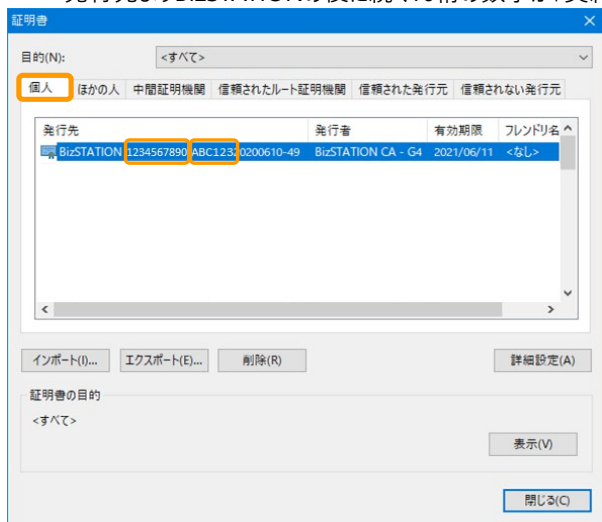 証明書
目的(N): <すべて>
個人 ほかの人 中間証明機関 信頼されたルート証明機関 信頼された発行元 信頼されない発行元
発行先 発行者 有効期限 フレンドリ名
BizSTATION 1234567890 ABC12320200610-49 BizSTATION CA - G4 2021/06/11 <なし>
インポート(I)... エクスポート(E)... 削除(R) 詳細設定(A)
証明書の目的
<すべて>
表示(V)
閉じる(C)